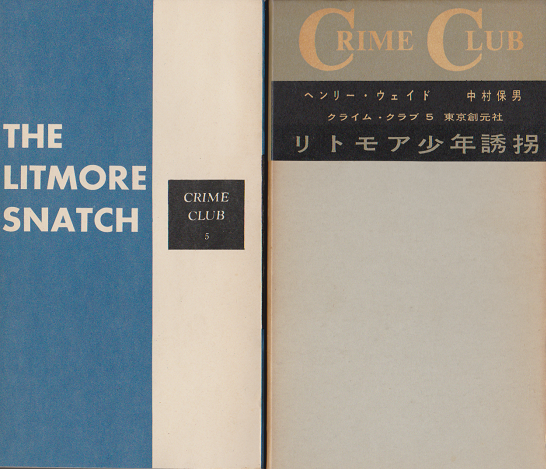 THE
LITMORE
SNATCH
CRIME
CLUB
5
CRIME CLUB
ヘンリー・ウェイド 中村保男
クライム・クラブ 5 東京創元社
リトモア少年誘拐